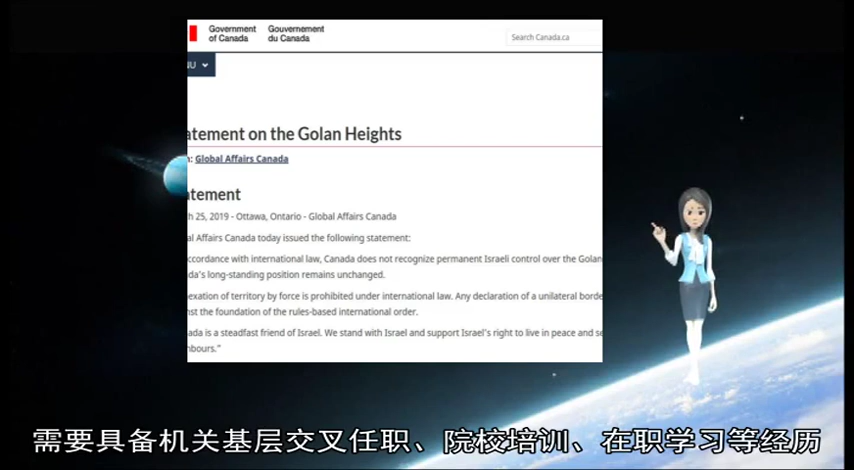 Government Gouvernement
of Canada du Canada
Search Canada.ca
NU
atement on the Golan Heights
n: Global Affairs Canada
atement
h 25, 2019 - Ottawa, Ontario - Global Affairs Canada
al Affairs Canada today issued the following statement:
ccordance with international law, Canada does not recognize permanent Israeli control over the Golan
da's long-standing position remains unchanged.
exation of territory by force is prohibited under international law. Any declaration of a unilateral borde
nst the foundation of the rules-based international order.
ada is a steadfast friend of Israel. We stand with Israel and support Israel's right to live in peace and se
hbours."
需要具备机关基层交叉任职、院校培训、在职学习等经历